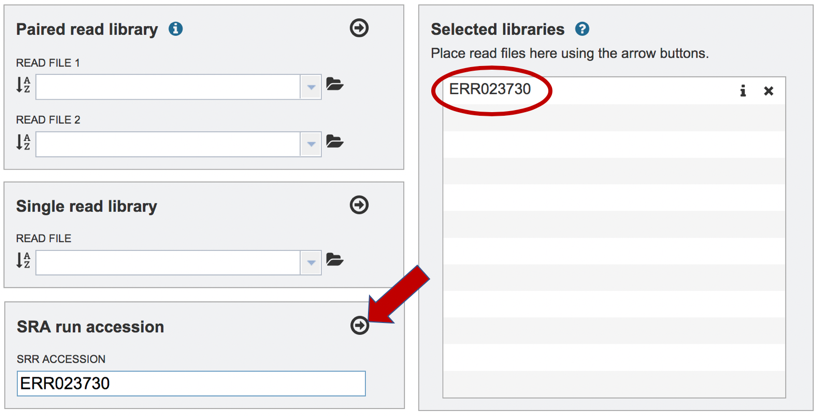 Paired read library
READ FILE 1
READ FILE 2
Single read library
READ FILE
SRA run accession
SRR ACCESSION
ERR023730
Selected libraries
Place read files here using the arrow buttons.
ERR023730